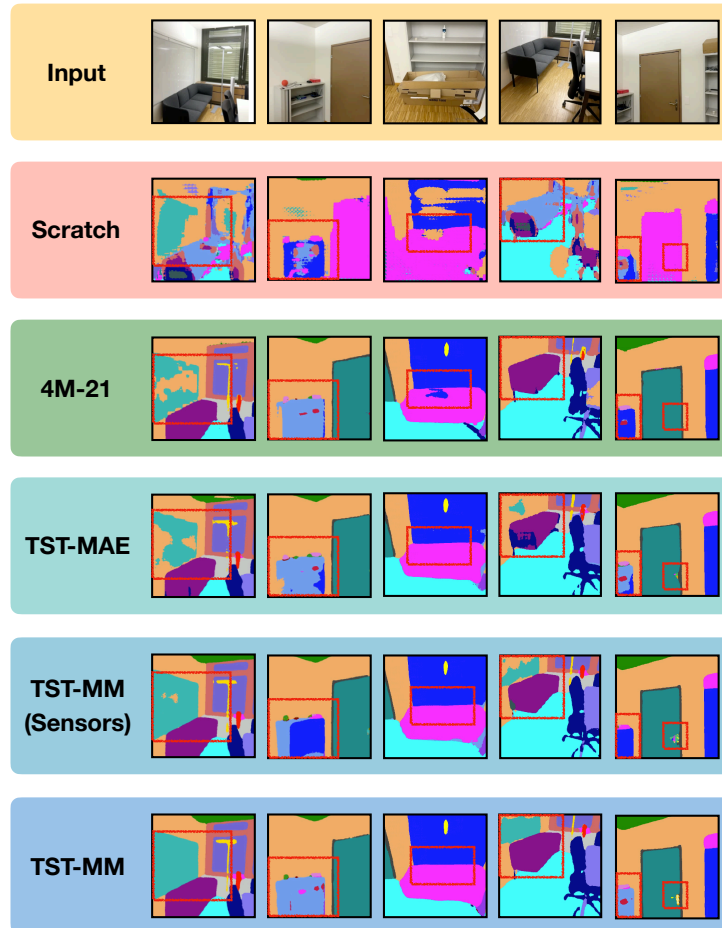 Input
Scratch
4M-21
TST-MAE
TST-MM
(Sensors)
TST-MM